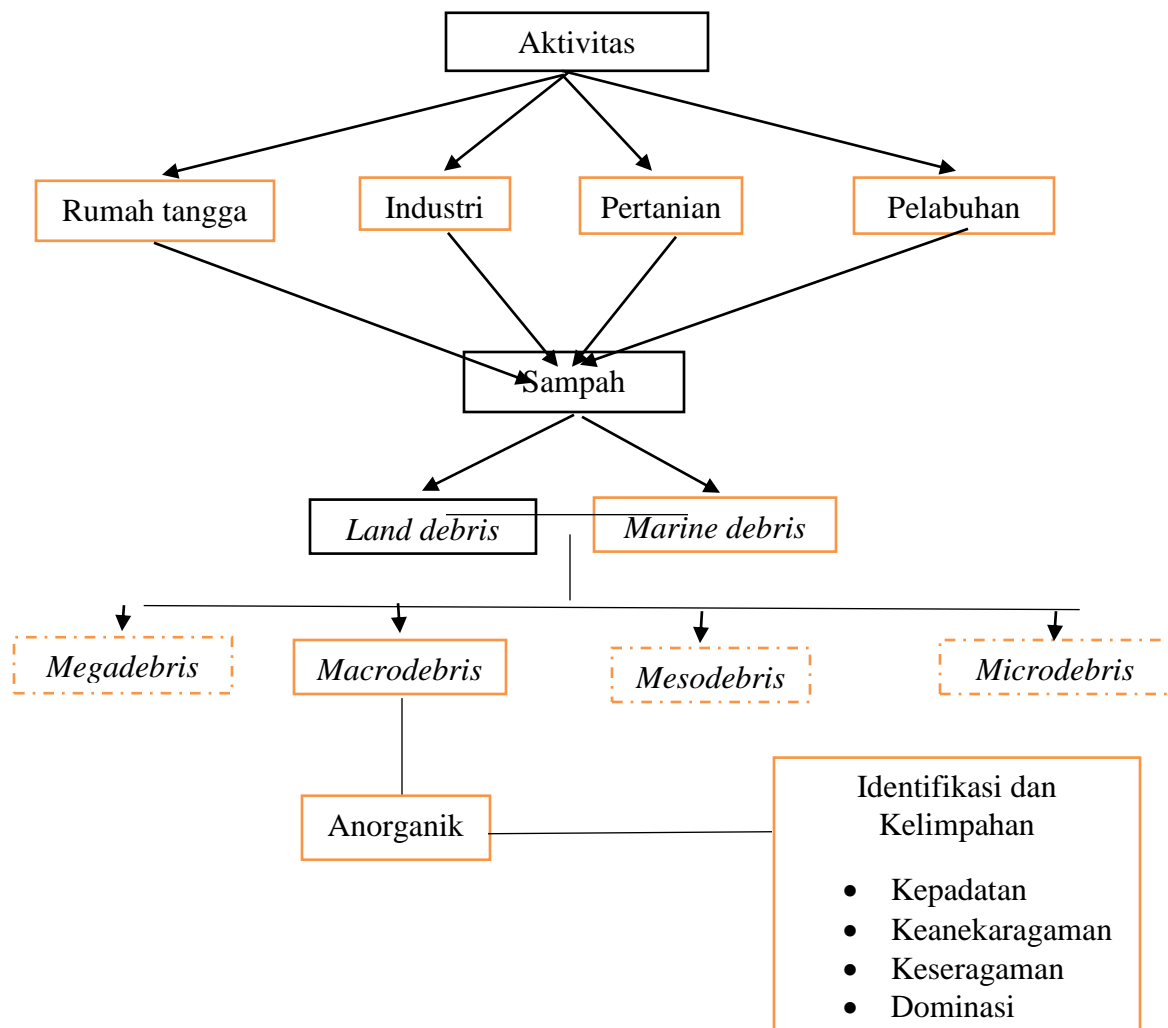 Aktivitas
Rumah tangga
Industri
Pertanian
Pelabuhan
Sampah
Land debris
Marine debris
Megadebris
Macrodebris
Mesodebris
Microdebris
Anorganik
Identifikasi dan
Kelimpahan
• Kepadatan
• Keanekaragaman
• Keseragaman
• Dominasi